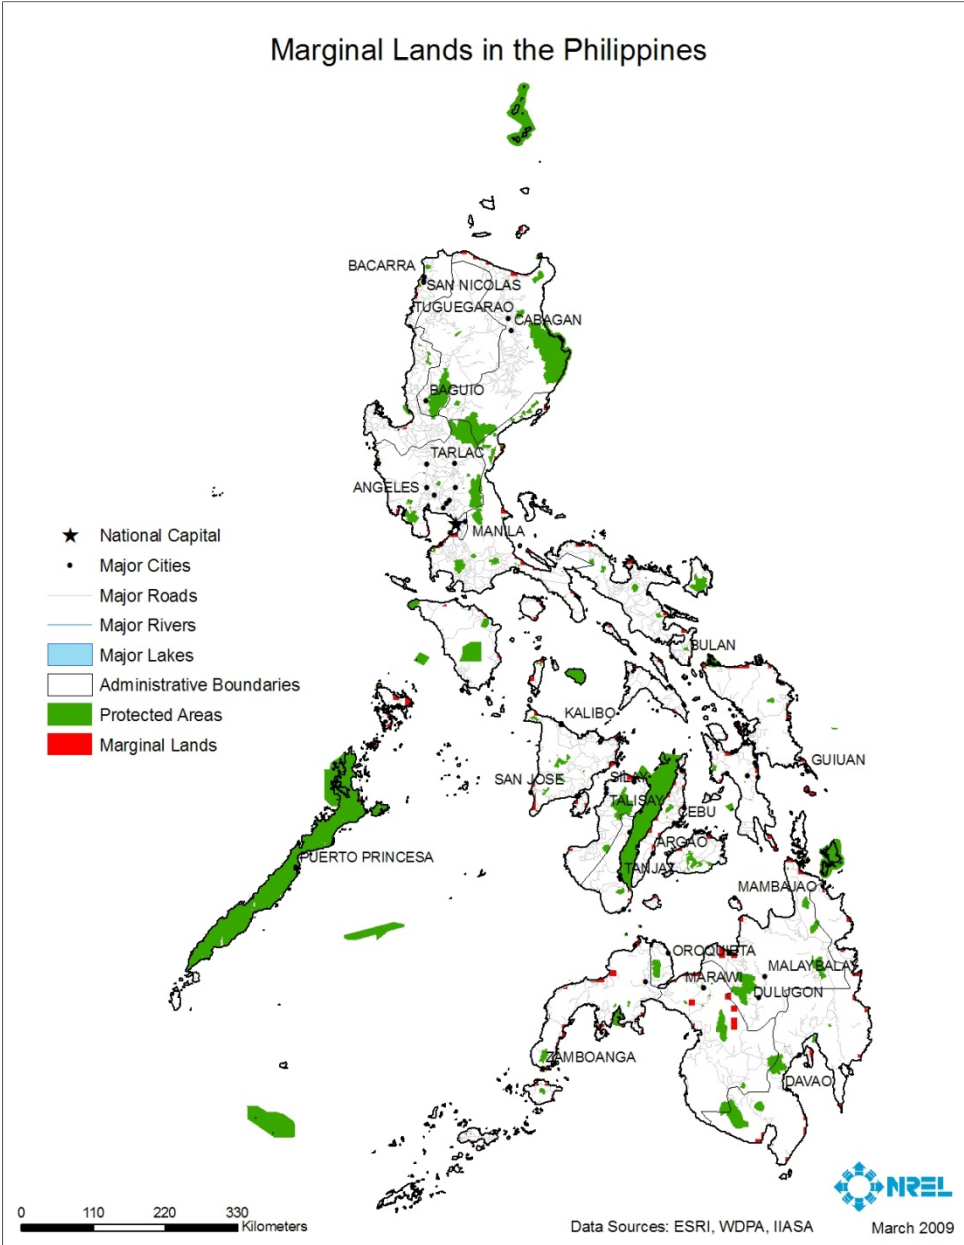 Marginal Lands in the Philippines
BACARRA
SAN NICOLAS
TUGUEGARAO
CABAGAN
BAGUIO
TARLAC
ANGELES
MANILA
National Capital
Major Cities
Major Roads
Major Rivers
Major Lakes
Administrative Boundaries
Protected Areas
Marginal Lands
BULAN
KALIBO
GUIUAN
SAN JOSE
SILAY
TALISAY
CEBU
ARGAO
TANJAY
PUERTO PRINCESA
MAMBAJAO
OROQUIETA
MARAWI
MALAYBALAY
DULUGON
ZAMBOANGA
DAVAO
NREL
0 110 220 330
Kilometers
Data Sources: ESRI, WDPA, IIASA
March 2009